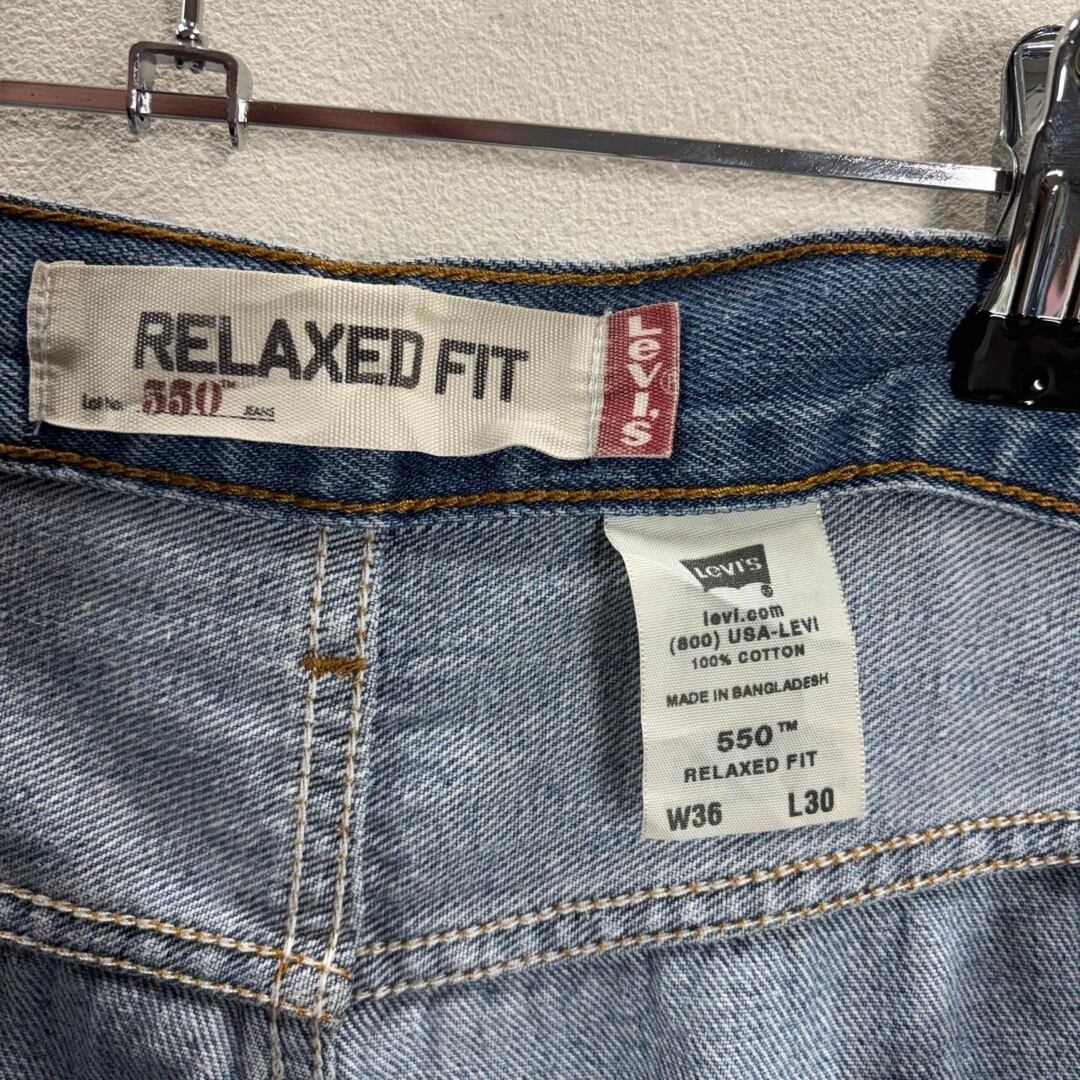 RELAXED FIT
Lot No. 550™ JEANS
Levi's
Levi's
®
levi.com
(800) USA-LEVI
100% COTTON
MADE IN BANGLADESH
550™
RELAXED FIT
W36 L30